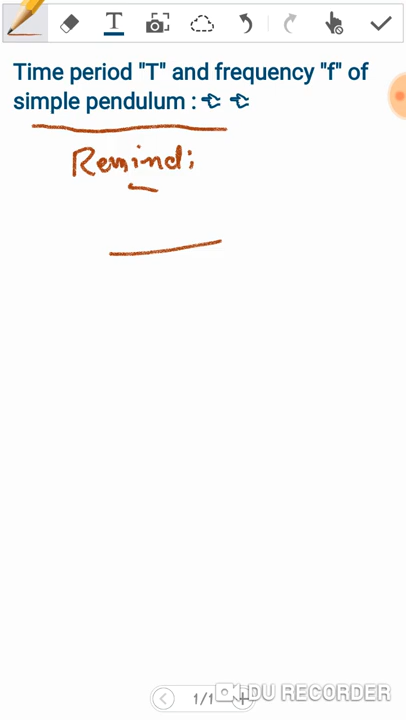 T
Time period "T" and frequency "f" of
simple pendulum :
Remind:
1/1
DU RECORDER